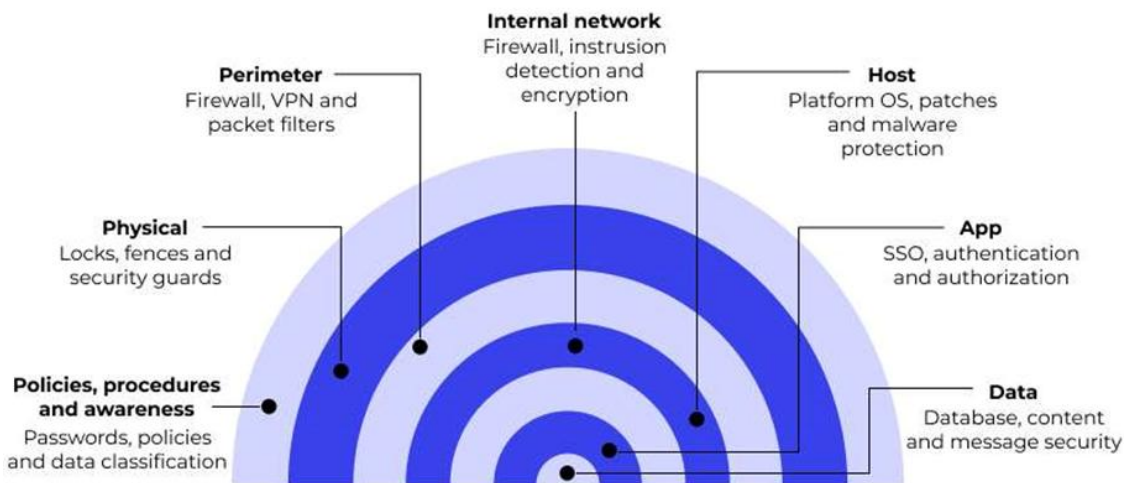 Internal network
Firewall, instrusion
detection and
encryption
Perimeter
Firewall, VPN and
packet filters
Host
Platform OS, patches
and malware
protection
Physical
Locks, fences and
security guards
App
SSO, authentication
and authorization
Policies, procedures
and awareness
Passwords, policies
and data classification
Data
Database, content
and message security